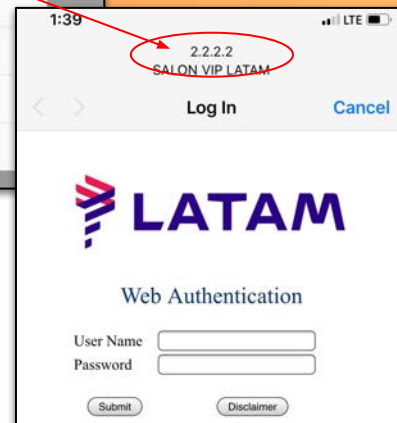 1:39 LTE
2.2.2.2
SALON VIP LATAM
Log In Cancel
LATAM
Web Authentication
User Name
Password
Submit Disclaimer